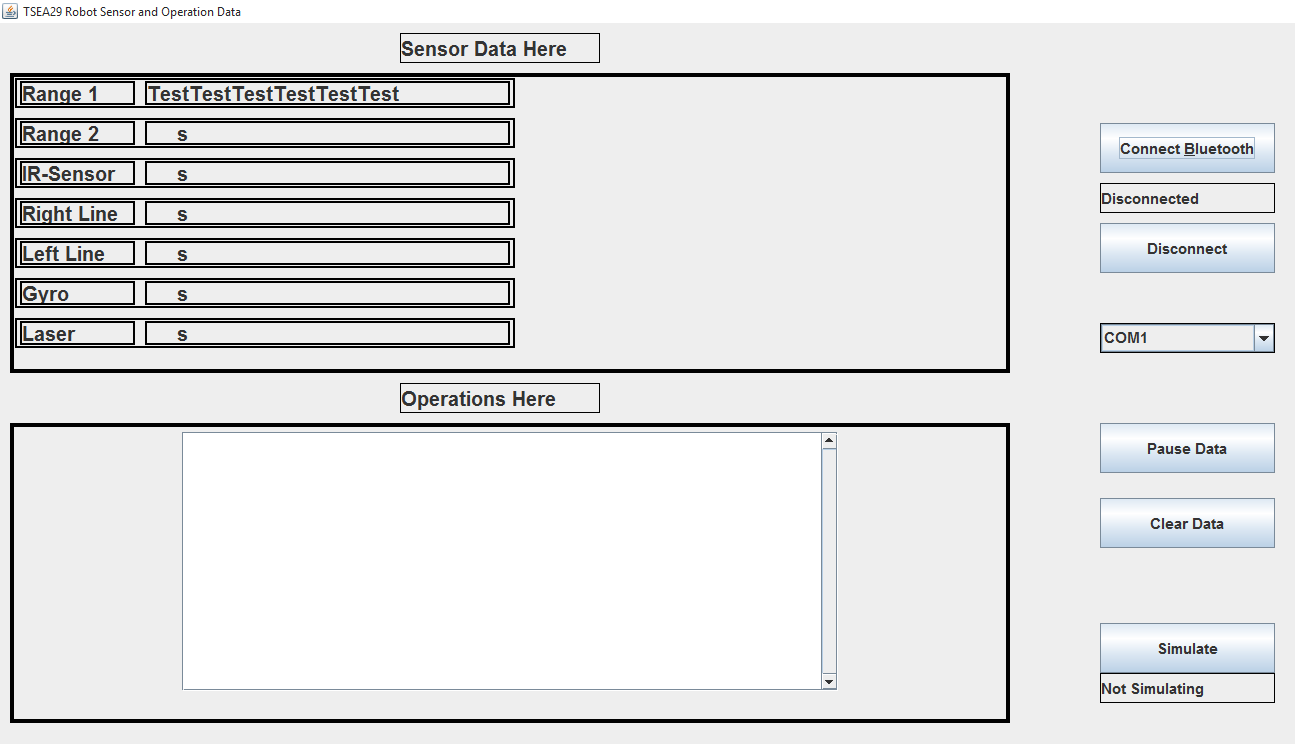 TSEA29 Robot Sensor and Operation Data
Sensor Data Here
Range 1 TestTestTestTestTestTest
Range 2 s
IR-Sensor s
Right Line s
Left Line s
Gyro s
Laser s
Connect Bluetooth
Disconnected
Disconnect
COM1
Operations Here
Pause Data
Clear Data
Simulate
Not Simulating